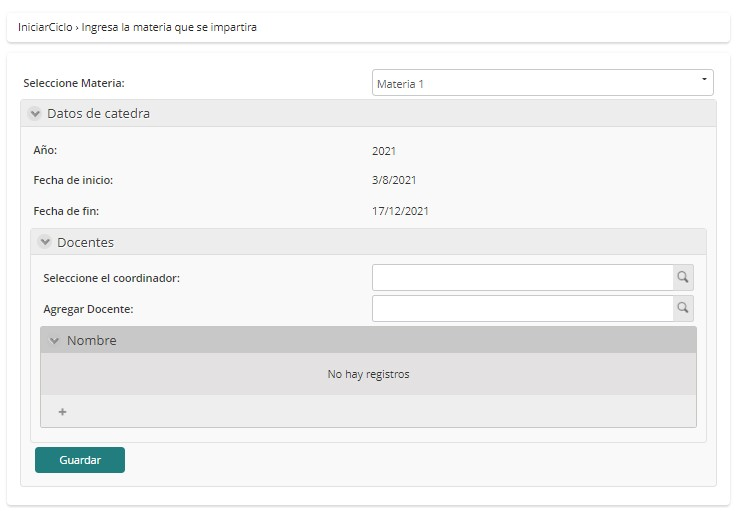 IniciarCiclo › Ingresa la materia que se impartira
Seleccione Materia: Materia 1
Datos de catedra
Año: 2021
Fecha de inicio: 3/8/2021
Fecha de fin: 17/12/2021
Docentes
Seleccione el coordinador:
Agregar Docente:
Nombre
No hay registros
+
Guardar